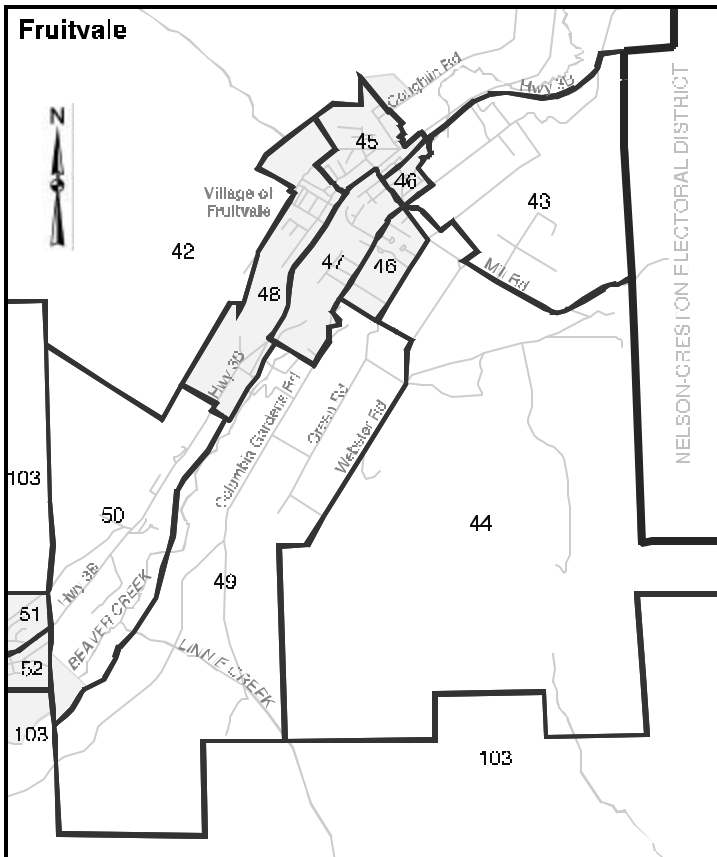 Fruitvale
Coughlin Rd
Hwy 3B
N
45
46
43
Village of
Fruitvale
42
47
46
Mill Rd
48
NELSON-CRESTON ELECTORAL DISTRICT
Hwy 3B
Columbia Gardens Rd
Green Rd
Webster Rd
103
50
44
Hwy 3B
BEAVER CREEK
49
51
52
LINNIE CREEK
103
103